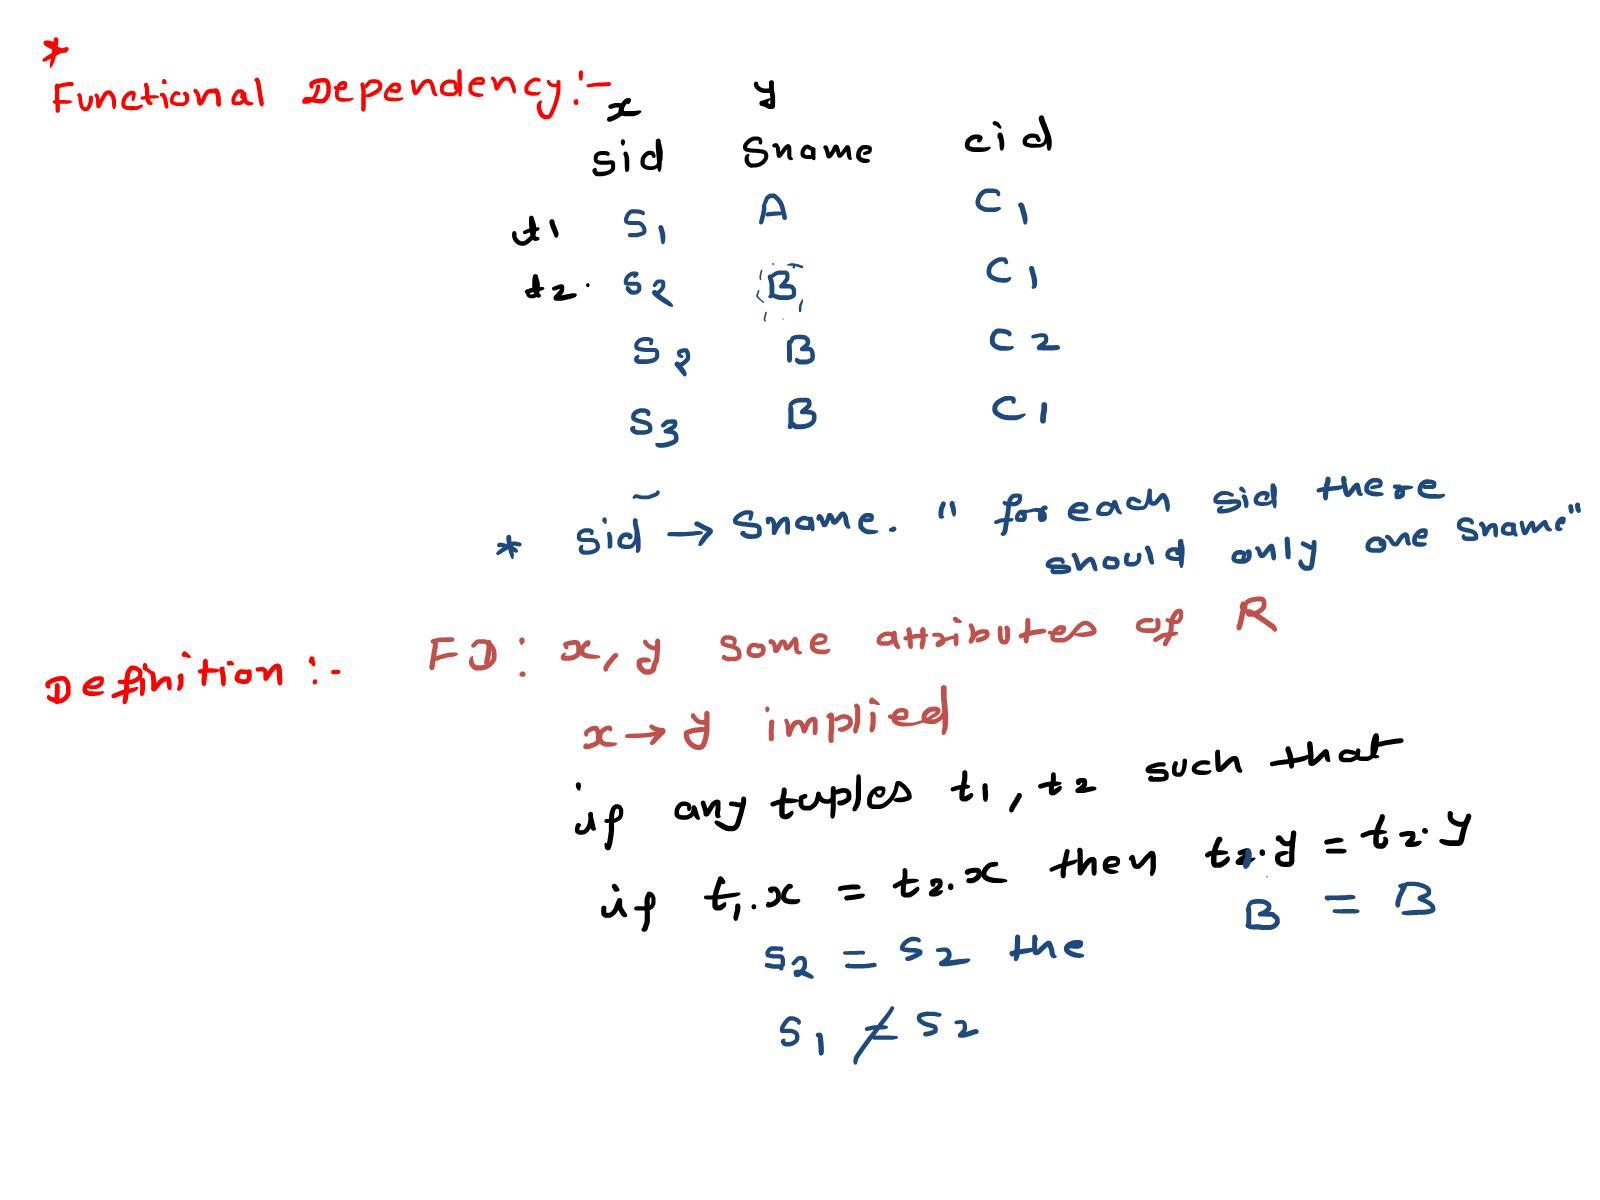 *
Functional Dependency:-
x y
sid Sname cid
t1 S1 A C1
t2. S2 B C1
S2 B C2
S3 B C1
* sid → Sname. "for each sid there
should only one Sname"
Definition:- FD: x, y some attributes of R
x → y implied
if any tuples t1, t2 such that
if t1.x = t2.x then t1.y = t2.y
S2 = S2 the B = B
S1 ≠ S2